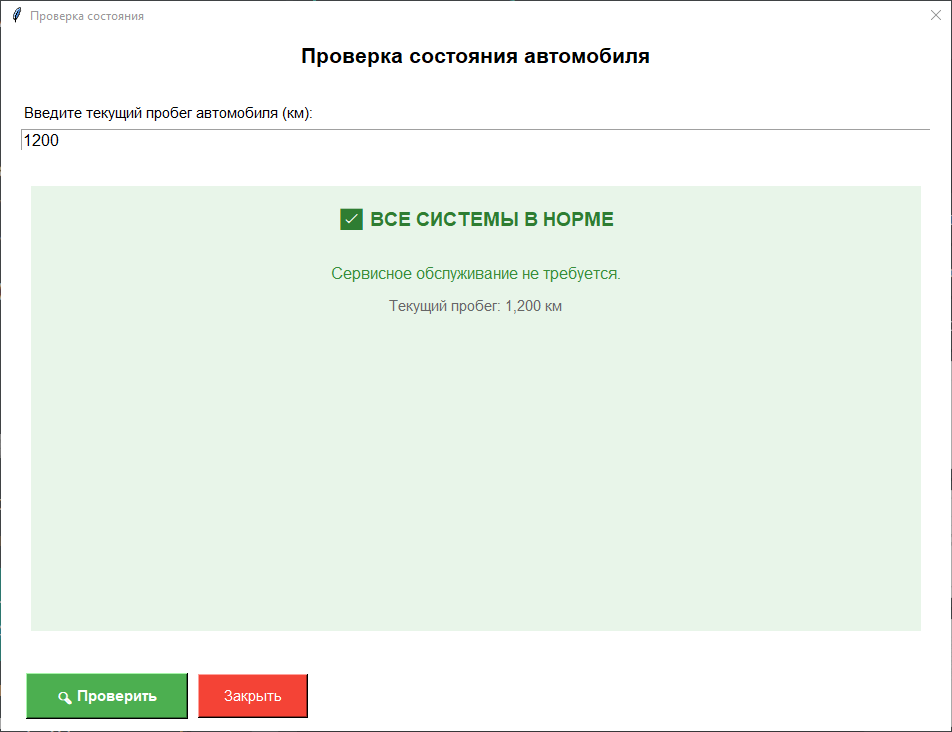 Проверка состояния
Проверка состояния автомобиля
Введите текущий пробег автомобиля (км):
1200
ВСЕ СИСТЕМЫ В НОРМЕ
Сервисное обслуживание не требуется.
Текущий пробег: 1,200 км
Проверить
Закрыть